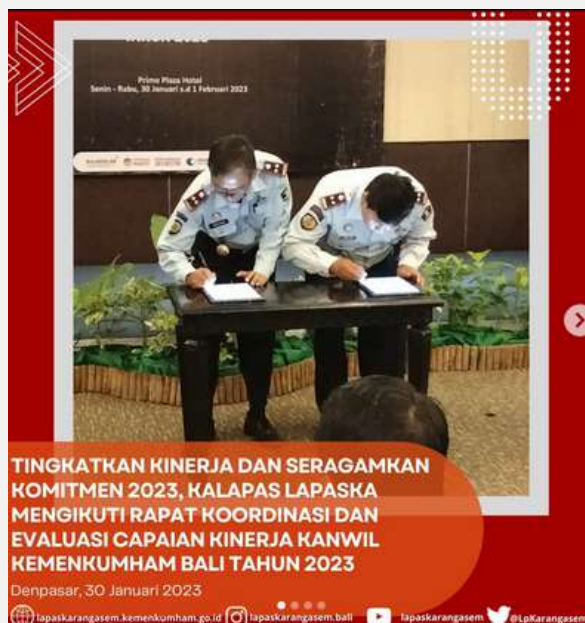 Prime Plaza Hotel
Senin - Rabu, 30 Januari s.d 1 Februari 2023
TINGKATKAN KINERJA DAN SERAGAMKAN
KOMITMEN 2023, KALAPAS LAPASKA
MENGIKUTI RAPAT KOORDINASI DAN
EVALUASI CAPAIAN KINERJA KANWIL
KEMENKUMHAM BALI TAHUN 2023
Denpasar, 30 Januari 2023
lapaskarangasem.kemenkumham.go.id lapaskarangasem.bali lapaskarangasem @LpKarangasem